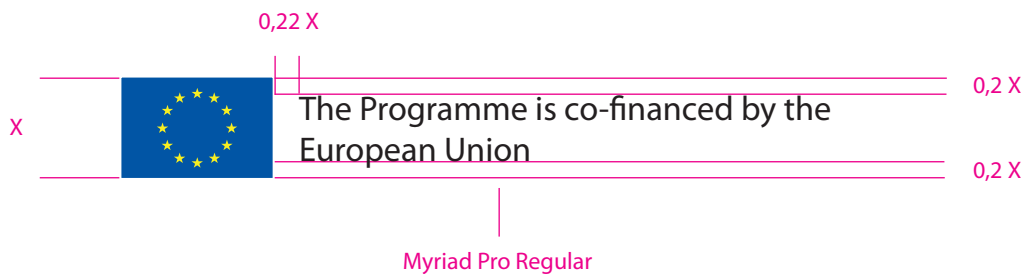 0,22 X
0,2 X
The Programme is co-financed by the
X
European Union
0,2 X
Myriad Pro Regular